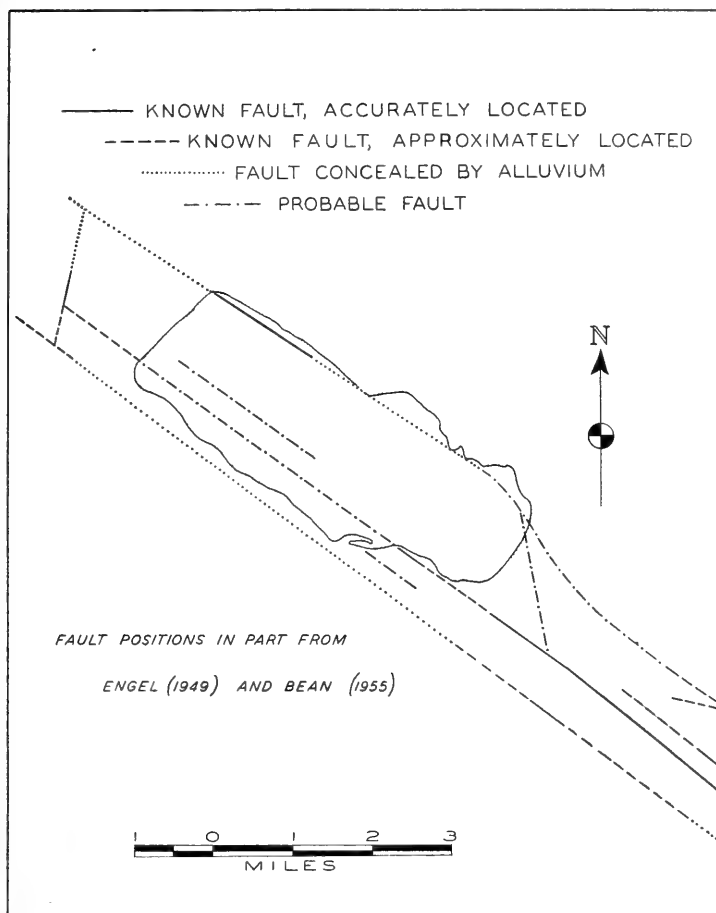 KNOWN FAULT, ACCURATELY LOCATED
KNOWN FAULT, APPROXIMATELY LOCATED
FAULT CONCEALED BY ALLUVIUM
PROBABLE FAULT
N
FAULT POSITIONS IN PART FROM
ENGEL (1949) AND BEAN (1955)
1 0 1 2 3
MILES